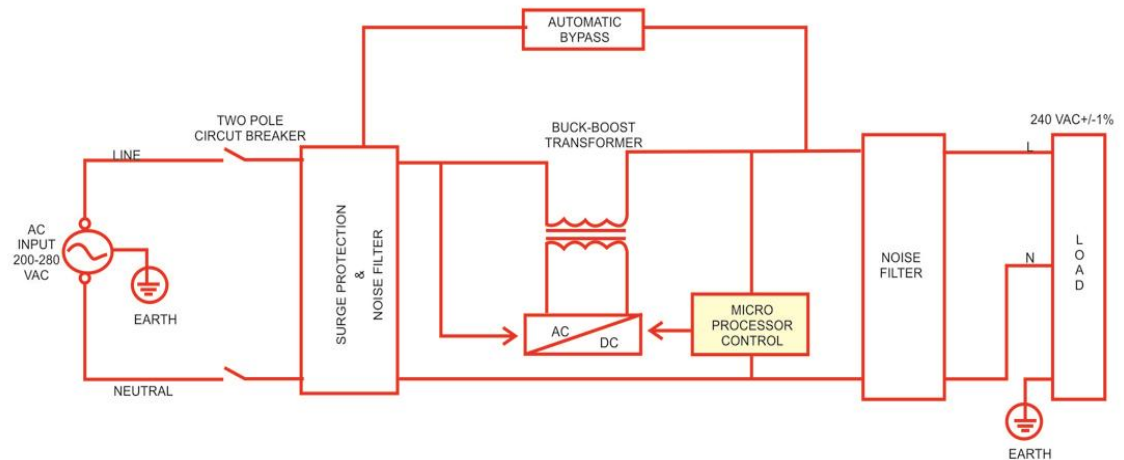 AUTOMATIC
BYPASS
TWO POLE
CIRCUT BREAKER
BUCK-BOOST
TRANSFORMER
240 VAC+/-1%
LINE
L
AC
INPUT
200-280
VAC
EARTH
SURGE PROTECTION
&
NOISE FILTER
AC
DC
MICRO
PROCESSOR
CONTROL
NOISE
FILTER
N
LOAD
NEUTRAL
EARTH